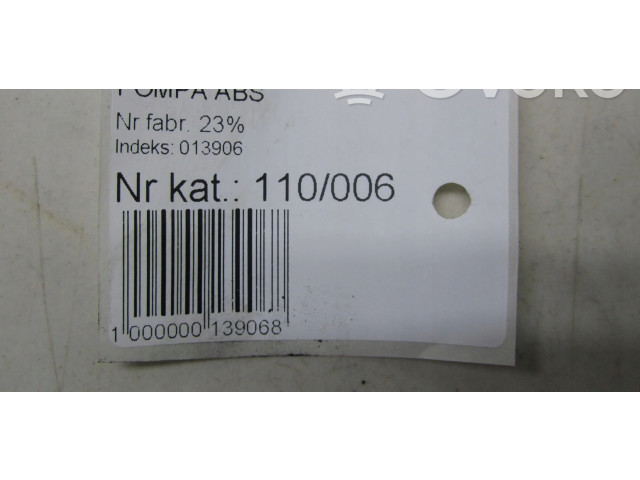 POMPA ABS
Nr fabr. 23%
Indeks: 013906
Nr kat.: 110/006
1 000000 139068